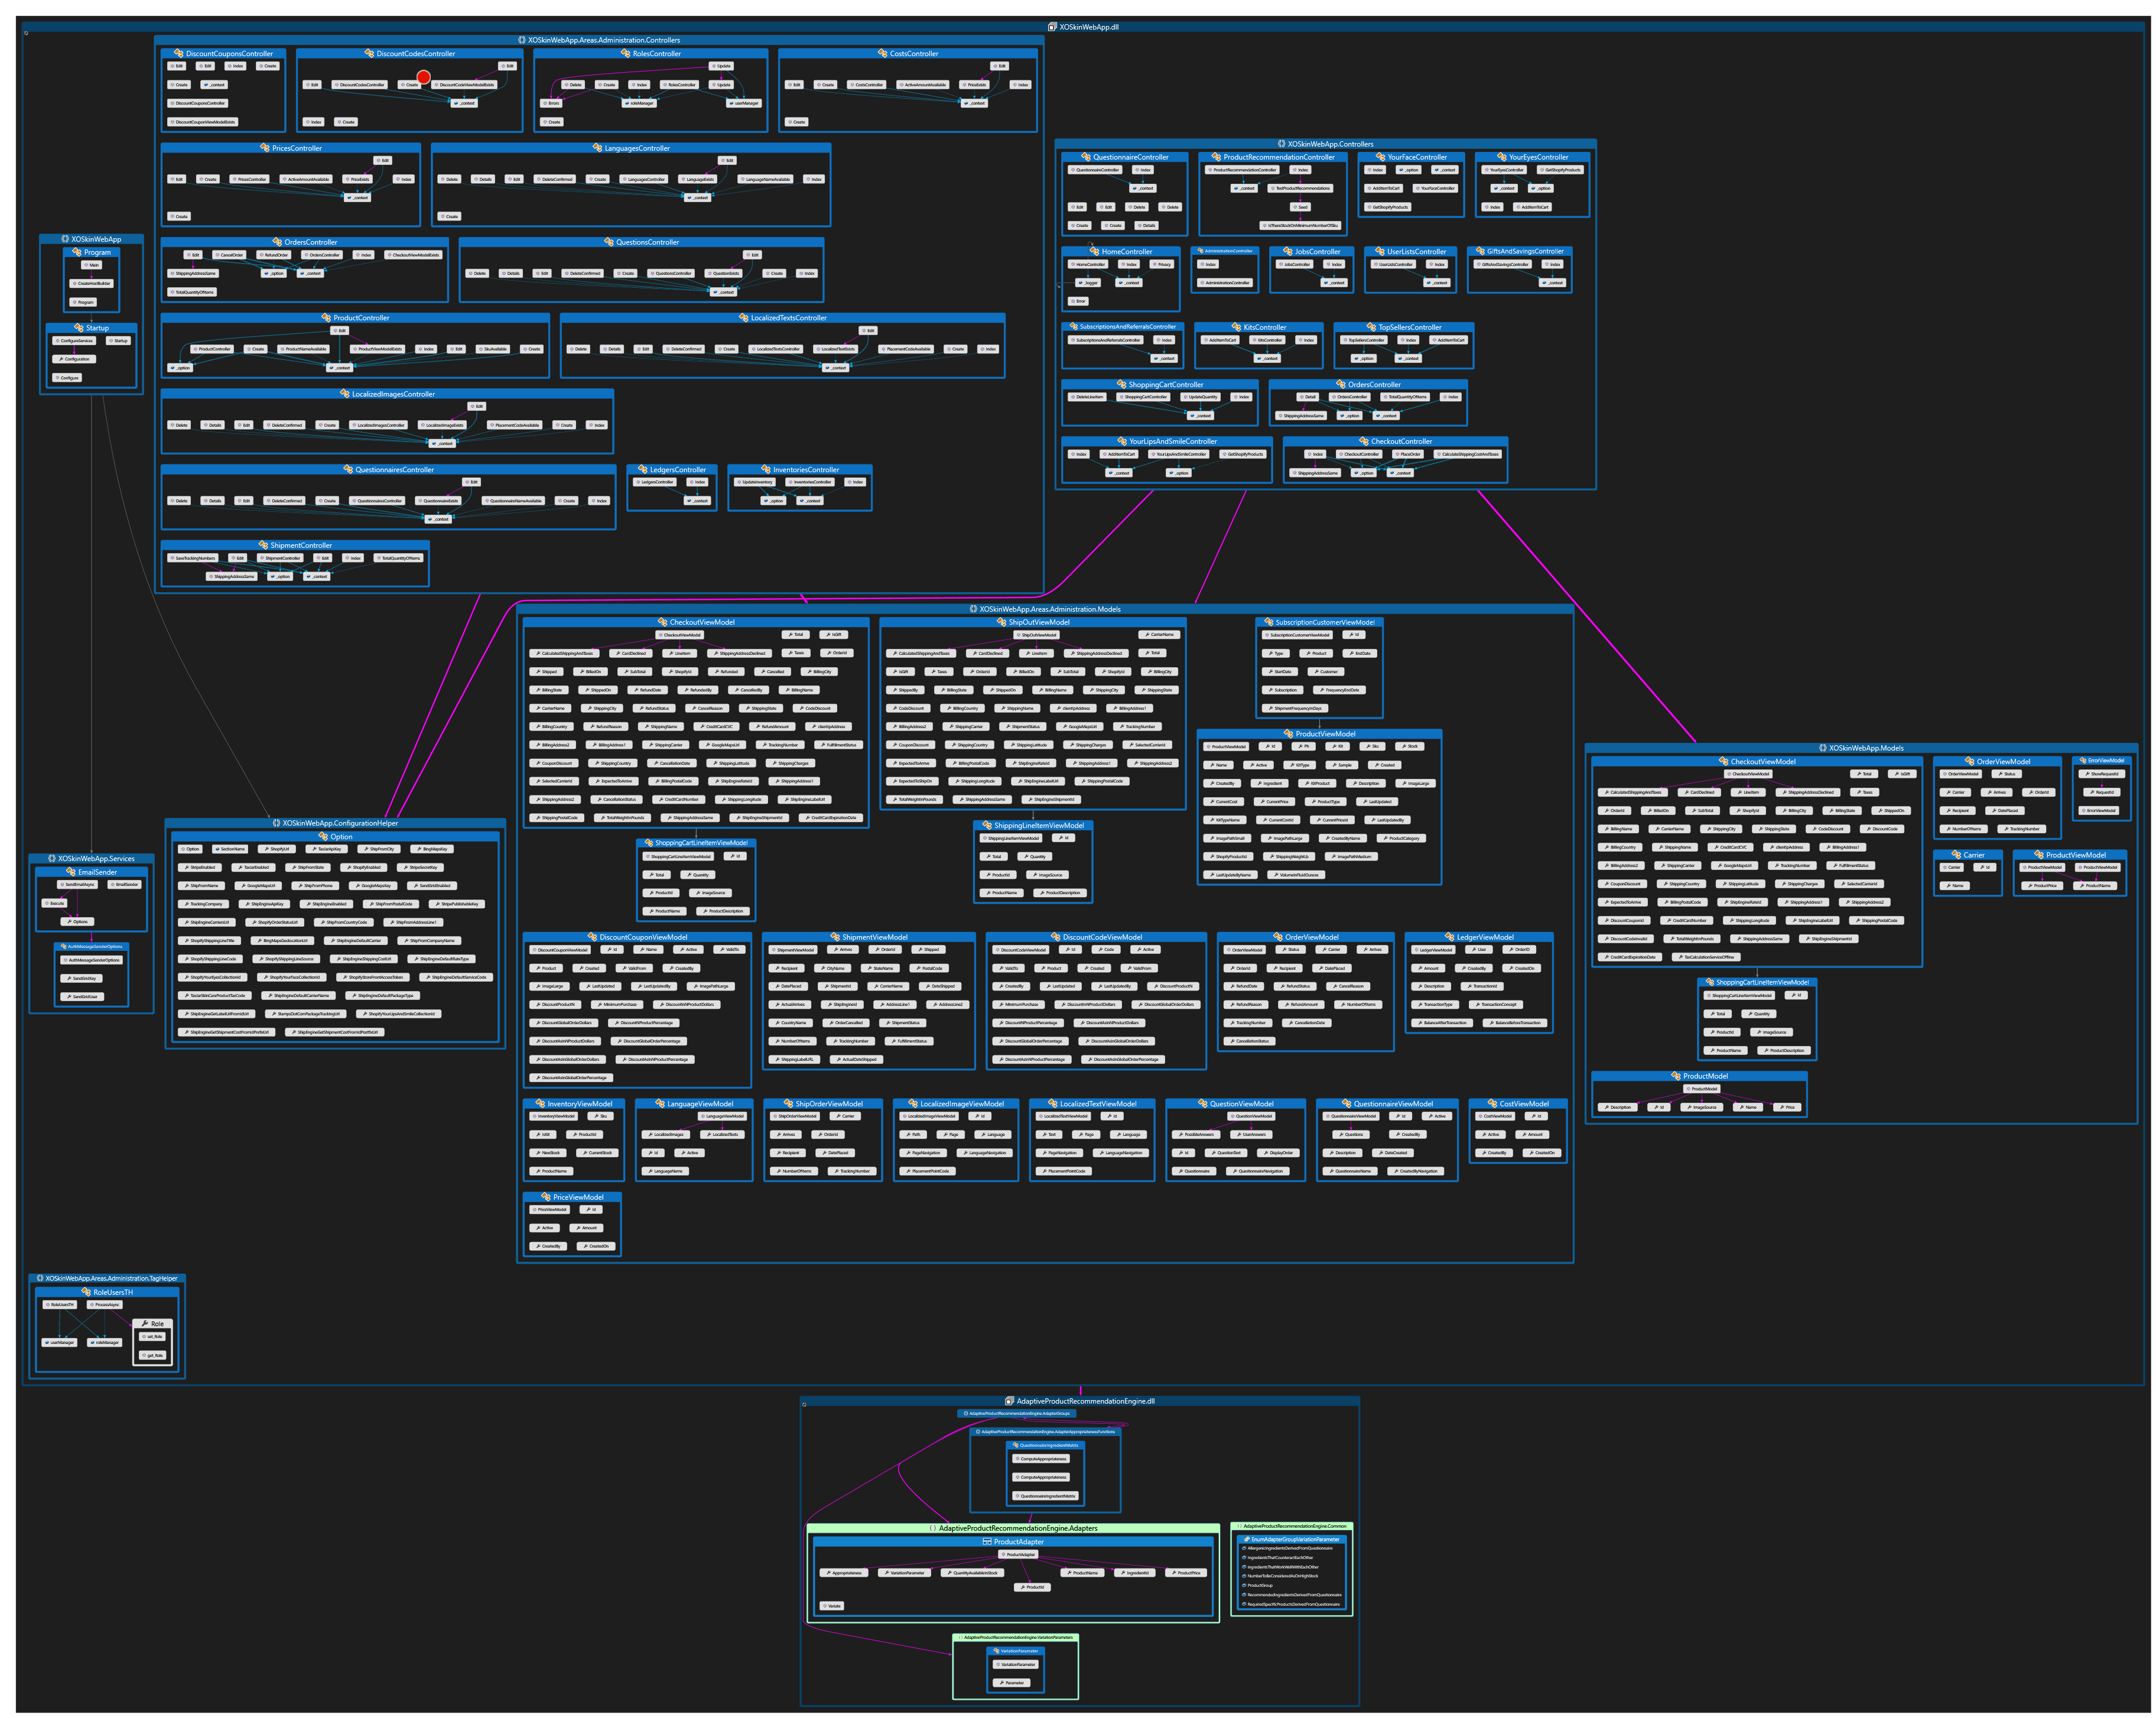 XOSkinWebApp.dll
XOSkinWebApp.Areas.Administration.Controllers
DiscountCouponsController
Edit Edit Index Create
Create _context
DiscountCouponsController
DiscountCouponViewModelExists
DiscountCodesController
Edit
Edit DiscountCodesController Create DiscountCodeViewModelExists
_context
Index Create
RolesController
Update
Delete Create Index RolesController Update
Errors roleManager userManager
Create
CostsController
Edit
Edit Create CostsController ActiveAmountAvailable PriceExists Index
_context
Create
PricesController
Edit
Edit Create PricesController ActiveAmountAvailable PriceExists Index
_context
Create
LanguagesController
Edit
Delete Details Edit DeleteConfirmed Create LanguagesController LanguageExists LanguageNameAvailable Index
_context
Create
OrdersController
Edit CancelOrder RefundOrder OrdersController Index CheckoutViewModelExists
ShippingAddressSame _option _context
TotalQuantityOfItems
QuestionsController
Edit
Delete Details Edit DeleteConfirmed Create QuestionsController QuestionExists Create Index
_context
ProductController
Edit
ProductController Create ProductNameAvailable ProductViewModelExists Index Edit SkuAvailable Create
_option _context
LocalizedTextsController
Edit
Delete Details Edit DeleteConfirmed Create LocalizedTextsController LocalizedTextExists PlacementCodeAvailable Create Index
_context
LocalizedImagesController
Edit
Delete Details Edit DeleteConfirmed Create LocalizedImagesController LocalizedImageExists PlacementCodeAvailable Create Index
_context
QuestionnairesController
Edit
Delete Details Edit DeleteConfirmed Create QuestionnairesController QuestionnaireExists QuestionnaireNameAvailable Create Index
_context
LedgersController
LedgersController Index
_context
InventoriesController
UpdateInventory InventoriesController Index
_option _context
ShipmentController
SaveTrackingNumbers Edit ShipmentController Edit Index TotalQuantityOfItems
ShippingAddressSame _option _context
XOSkinWebApp.Controllers
QuestionnaireController
QuestionnaireController Index
_context
Edit Edit Delete Delete
Create Create Details
ProductRecommendationController
ProductRecommendationController Index
_context TestProductRecommendations
Seed
IsThereStockOnMinimumNumberOfSku
YourFaceController
Index _option _context
AddItemToCart YourFaceController
GetShopifyProducts
YourEyesController
YourEyesController GetShopifyProducts
_context _option
Index AddItemToCart
HomeController
HomeController Index Privacy
_logger _context
Error
AdministrationController
Index
AdministrationController
JobsController
JobsController Index
_context
UserListsController
UserListsController Index
_context
GiftsAndSavingsController
GiftsAndSavingsController Index
_context
SubscriptionsAndReferralsController
SubscriptionsAndReferralsController Index
_context
KitsController
AddItemToCart KitsController Index
_context
TopSellersController
TopSellersController Index AddItemToCart
_option _context
ShoppingCartController
DeleteLineItem ShoppingCartController UpdateQuantity Index
_context
OrdersController
Detail OrdersController TotalQuantityOfItems Index
ShippingAddressSame _option _context
YourLipsAndSmileController
Index AddItemToCart YourLipsAndSmileController GetShopifyProducts
_context _option
CheckoutController
Index CheckoutController PlaceOrder CalculateShippingCostAndTaxes
ShippingAddressSame _option _context
XOSkinWebApp
Program
Main
CreateHostBuilder
Program
Startup
ConfigureServices Startup
Configuration
Configure
XOSkinWebApp.Areas.Administration.Models
CheckoutViewModel
CheckoutViewModel Total IsGift
CalculatedShippingAndTaxes CardDeclined LineItem ShippingAddressDeclined Taxes OrderId
Shipped BilledOn SubTotal ShopifyId Refunded Cancelled BillingCity
BillingState ShippedOn RefundDate RefundedBy CancelledBy BillingName
CarrierName ShippingCity RefundStatus CancelReason ShippingState CodeDiscount
BillingCountry RefundReason ShippingName CreditCardCVC RefundAmount clientIpAddress
BillingAddress2 BillingAddress1 ShippingCarrier GoogleMapsUrl TrackingNumber FulfillmentStatus
CouponDiscount ShippingCountry CancellationDate ShippingLatitude ShippingCharges
SelectedCarrierId ExpectedToArrive BillingPostalCode ShipEngineRateId ShippingAddress1
ShippingAddress2 CancellationStatus CreditCardNumber ShippingLongitude ShipEngineLabelUrl
ShippingPostalCode TotalWeightInPounds ShippingAddressSame ShipEngineShipmentId CreditCardExpirationDate
ShoppingCartLineItemViewModel
ShoppingCartLineItemViewModel Id
Total Quantity
ProductId ImageSource
ProductName ProductDescription
ShipOutViewModel
ShipOutViewModel CarrierName
CalculatedShippingAndTaxes CardDeclined LineItem ShippingAddressDeclined Total
IsGift Taxes OrderId BilledOn SubTotal ShopifyId BillingCity
ShippedBy BillingState ShippedOn BillingName ShippingCity ShippingState
CodeDiscount BillingCountry ShippingName clientIpAddress BillingAddress1
BillingAddress2 ShippingCarrier ShipmentStatus GoogleMapsUrl TrackingNumber
CouponDiscount ShippingCountry ShippingLatitude ShippingCharges SelectedCarrierId
ExpectedToArrive BillingPostalCode ShipEngineRateId ShippingAddress1 ShippingAddress2
ExpectedToShipOn ShippingLongitude ShipEngineLabelUrl ShippingPostalCode
TotalWeightInPounds ShippingAddressSame ShipEngineShipmentId
ShippingLineItemViewModel
ShippingLineItemViewModel Id
Total Quantity
ProductId ImageSource
ProductName ProductDescription
SubscriptionCustomerViewModel
SubscriptionCustomerViewModel Id
Type Product EndDate
StartDate Customer
Subscription FrequencyEndDate
ShipmentFrequencyInDays
ProductViewModel
ProductViewModel Id Ph Kit Sku Stock
Name Active KitType Sample Created
CreatedBy Ingredient KitProduct Description ImageLarge
CurrentCost CurrentPrice ProductType LastUpdated
KitTypeName CurrentCostId CurrentPriceId LastUpdatedBy
ImagePathSmall ImagePathLarge CreatedByName ProductCategory
ShopifyProductId ShippingWeightLb ImagePathMedium
LastUpdatedByName VolumeInFluidOunces
DiscountCouponViewModel
DiscountCouponViewModel Id Name Active ValidTo
Product Created ValidFrom CreatedBy
ImageLarge LastUpdated LastUpdatedBy ImagePathLarge
DiscountProductN MinimumPurchase DiscountInNProductDollars
DiscountGlobalOrderDollars DiscountNProductPercentage
DiscountAsInNProductDollars DiscountGlobalOrderPercentage
DiscountAsInGlobalOrderDollars DiscountAsInNProductPercentage
DiscountAsInGlobalOrderPercentage
ShipmentViewModel
ShipmentViewModel Arrives OrderId Shipped
Recipient CityName StateName PostalCode
DatePlaced ShipmentId CarrierName DateShipped
ActualArrives ShipEngineId AddressLine1 AddressLine2
CountryName OrderCancelled ShipmentStatus
NumberOfItems TrackingNumber FulfillmentStatus
ShippingLabelURL ActualDateShipped
DiscountCodeViewModel
DiscountCodeViewModel Id Code Active
ValidTo Product Created ValidFrom
CreatedBy LastUpdated LastUpdatedBy DiscountProductN
MinimumPurchase DiscountInNProductDollars DiscountGlobalOrderDollars
DiscountNProductPercentage DiscountAsInNProductDollars
DiscountGlobalOrderPercentage DiscountAsInGlobalOrderDollars
DiscountAsInNProductPercentage DiscountAsInGlobalOrderPercentage
OrderViewModel
OrderViewModel Status Carrier Arrives
OrderId Recipient DatePlaced
RefundDate RefundStatus CancelReason
RefundReason RefundAmount NumberOfItems
TrackingNumber CancellationDate
CancellationStatus
LedgerViewModel
LedgerViewModel User OrderID
Amount CreatedBy CreatedOn
Description TransactionId
TransactionType TransactionConcept
BalanceAfterTransaction BalanceBeforeTransaction
InventoryViewModel
InventoryViewModel Sku
IsKit ProductId
NewStock CurrentStock
ProductName
LanguageViewModel
LanguageViewModel
LocalizedImages LocalizedTexts
Id Active
LanguageName
ShipOrderViewModel
ShipOrderViewModel Carrier
Arrives OrderId
Recipient DatePlaced
NumberOfItems TrackingNumber
LocalizedImageViewModel
LocalizedImageViewModel Id
Path Page Language
PageNavigation LanguageNavigation
PlacementPointCode
LocalizedTextViewModel
LocalizedTextViewModel Id
Text Page Language
PageNavigation LanguageNavigation
PlacementPointCode
QuestionViewModel
QuestionViewModel
PossibleAnswers UserAnswers
Id QuestionText DisplayOrder
Questionnaire QuestionnaireNavigation
QuestionnaireViewModel
QuestionnaireViewModel Id Active
Questions CreatedBy
Description DateCreated
QuestionnaireName CreatedByNavigation
CostViewModel
CostViewModel Id
Active Amount
CreatedBy CreatedOn
PriceViewModel
PriceViewModel Id
Active Amount
CreatedBy CreatedOn
XOSkinWebApp.Models
CheckoutViewModel
CheckoutViewModel Total IsGift
CalculatedShippingAndTaxes CardDeclined LineItem ShippingAddressDeclined Taxes
OrderId BilledOn SubTotal ShopifyId BillingCity BillingState ShippedOn
BillingName CarrierName ShippingCity ShippingState CodeDiscount DiscountCode
BillingCountry ShippingName CreditCardCVC clientIpAddress BillingAddress1
BillingAddress2 ShippingCarrier GoogleMapsUrl TrackingNumber FulfillmentStatus
CouponDiscount ShippingCountry ShippingLatitude ShippingCharges SelectedCarrierId
ExpectedToArrive BillingPostalCode ShipEngineRateId ShippingAddress1 ShippingAddress2
DiscountCouponId CreditCardNumber ShippingLongitude ShipEngineLabelUrl ShippingPostalCode
DiscountCodeInvalid TotalWeightInPounds ShippingAddressSame ShipEngineShipmentId
CreditCardExpirationDate TaxCalculationServiceOffline
OrderViewModel
OrderViewModel Status
Carrier Arrives OrderId
Recipient DatePlaced
NumberOfItems TrackingNumber
ErrorViewModel
ShowRequestId
RequestId
ErrorViewModel
Carrier
Carrier Id
Name
ProductViewModel
ProductViewModel ProductViewModel
ProductPrice ProductName
ShoppingCartLineItemViewModel
ShoppingCartLineItemViewModel Id
Total Quantity
ProductId ImageSource
ProductName ProductDescription
ProductModel
ProductModel
Description Id ImageSource Name Price
XOSkinWebApp.ConfigurationHelper
Option
Option SectionName ShopifyUrl TaxJarApiKey ShipFromCity BingMapsKey
StripeEnabled TaxJarEnabled ShipFromState ShopifyEnabled StripeSecretKey
ShipFromName GoogleMapsUrl ShipFromPhone GoogleMapsKey SendGridEnabled
TrackingCompany ShipEngineApiKey ShipEngineEnabled ShipFromPostalCode StripePublishableKey
ShipEngineCarriersUrl ShopifyOrderStatusUrl ShipFromCountryCode ShipFromAddressLine1
ShopifyShippingLineTitle BingMapsGeolocationUrl ShipEngineDefaultCarrier ShipFromCompanyName
ShopifyShippingLineCode ShopifyShippingLineSource ShipEngineShippingCostUrl ShipEngineDefaultRateType
ShopifyYourEyesCollectionId ShopifyYourFaceCollectionId ShopifyStoreFrontAccessToken ShipEngineDefaultServiceCode
TaxJarSkinCareProductTaxCode ShipEngineDefaultCarrierName ShipEngineDefaultPackageType
ShipEngineGetLabelUrlFromIdUrl StampsDotComPackageTrackingUrl ShopifyYourLipsAndSmileCollectionId
ShipEngineGetShipmentCostFromIdPrefixUrl ShipEngineGetShipmentCostFromIdPostfixUrl
XOSkinWebApp.Services
EmailSender
SendEmailAsync EmailSender
Execute
Options
AuthMessageSenderOptions
AuthMessageSenderOptions
SendGridKey
SendGridUser
XOSkinWebApp.Areas.Administration.TagHelper
RoleUsersTH
RoleUsersTH ProcessAsync
userManager roleManager
Role
set_Role
get_Role
AdaptiveProductRecommendationEngine.dll
AdaptiveProductRecommendationEngine.AdapterGroups
AdaptiveProductRecommendationEngine.AdapterAppropriatenessFunctions
QuestionnaireIngredientMatrix
ComputeAppropriateness
ComputeAppropriateness
QuestionnaireIngredientMatrix
AdaptiveProductRecommendationEngine.Adapters
ProductAdapter
ProductAdapter
Appropriateness VariationParameter QuantityAvailableInStock ProductName IngredientId ProductPrice
ProductId
Variate
AdaptiveProductRecommendationEngine.Common
EnumAdapterGroupVariationParameter
AllergenicIngredientsDerivedFromQuestionnaire
IngredientsThatCounteractEachOther
IngredientsThatWorkWellWithEachOther
NumberToBeConsideredAsOnHighStock
ProductGroup
RecommendedIngredientsDerivedFromQuestionnaire
RequiredSpecificProductsDerivedFromQuestionnaire
AdaptiveProductRecommendationEngine.VariationParameters
VariationParameter
VariationParameter
Parameter